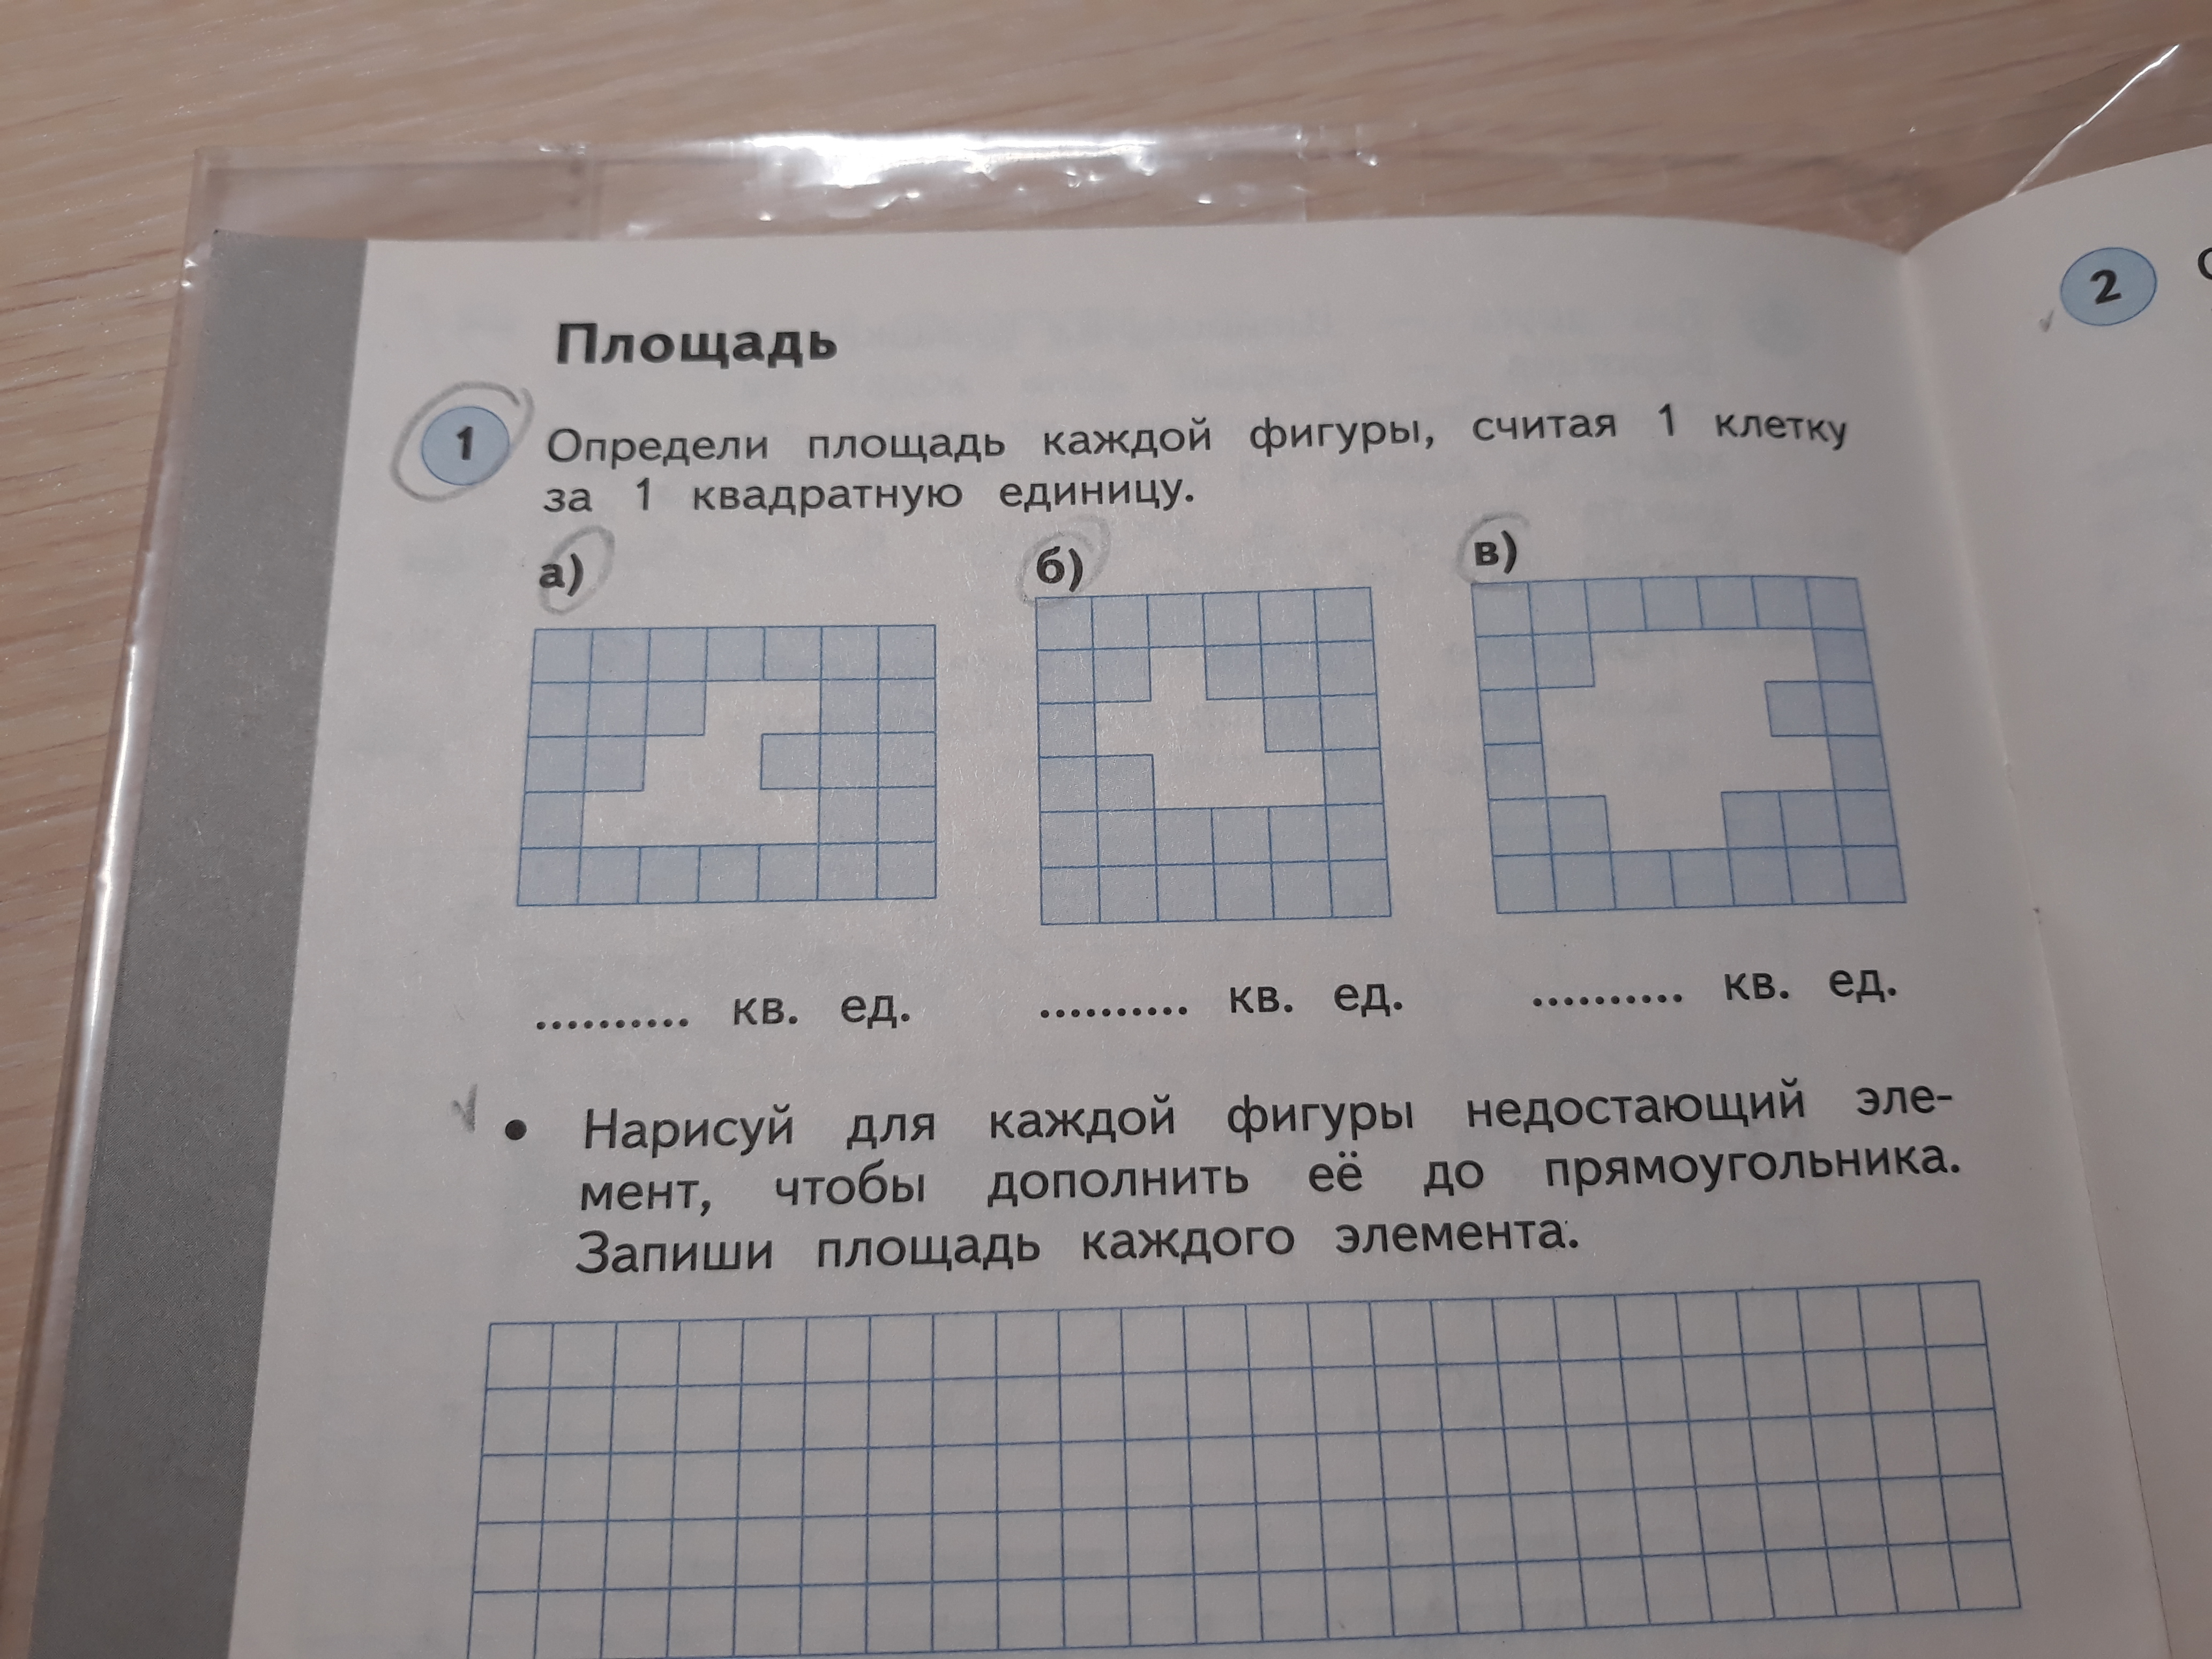 Площадь
1 Определи площадь каждой фигуры, считая 1 клетку
за 1 квадратную единицу.
а) б) в)
.......... кв. ед. .......... кв. ед. .......... кв. ед.
• Нарисуй для каждой фигуры недостающий эле-
мент, чтобы дополнить её до прямоугольника.
Запиши площадь каждого элемента.
2